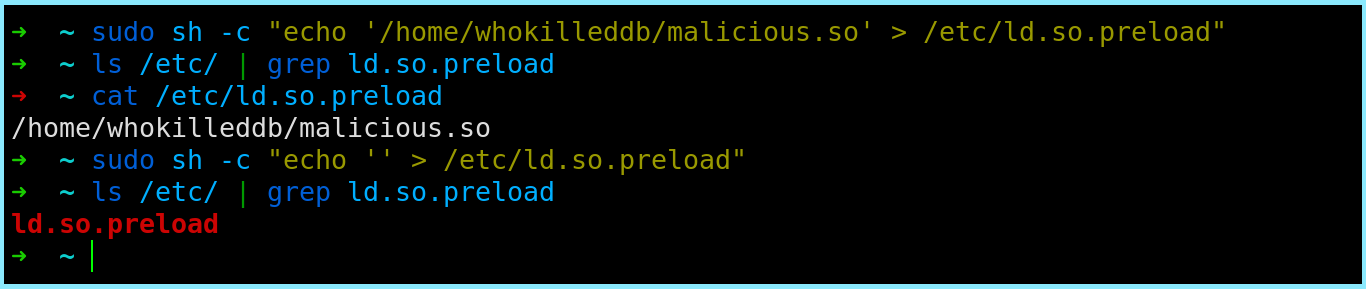 ➜  ~ sudo sh -c "echo '/home/whokilleddb/malicious.so' > /etc/ld.so.preload"
➜  ~ ls /etc/ | grep ld.so.preload
➜  ~ cat /etc/ld.so.preload
/home/whokilleddb/malicious.so
➜  ~ sudo sh -c "echo '' > /etc/ld.so.preload"
➜  ~ ls /etc/ | grep ld.so.preload
ld.so.preload
➜  ~